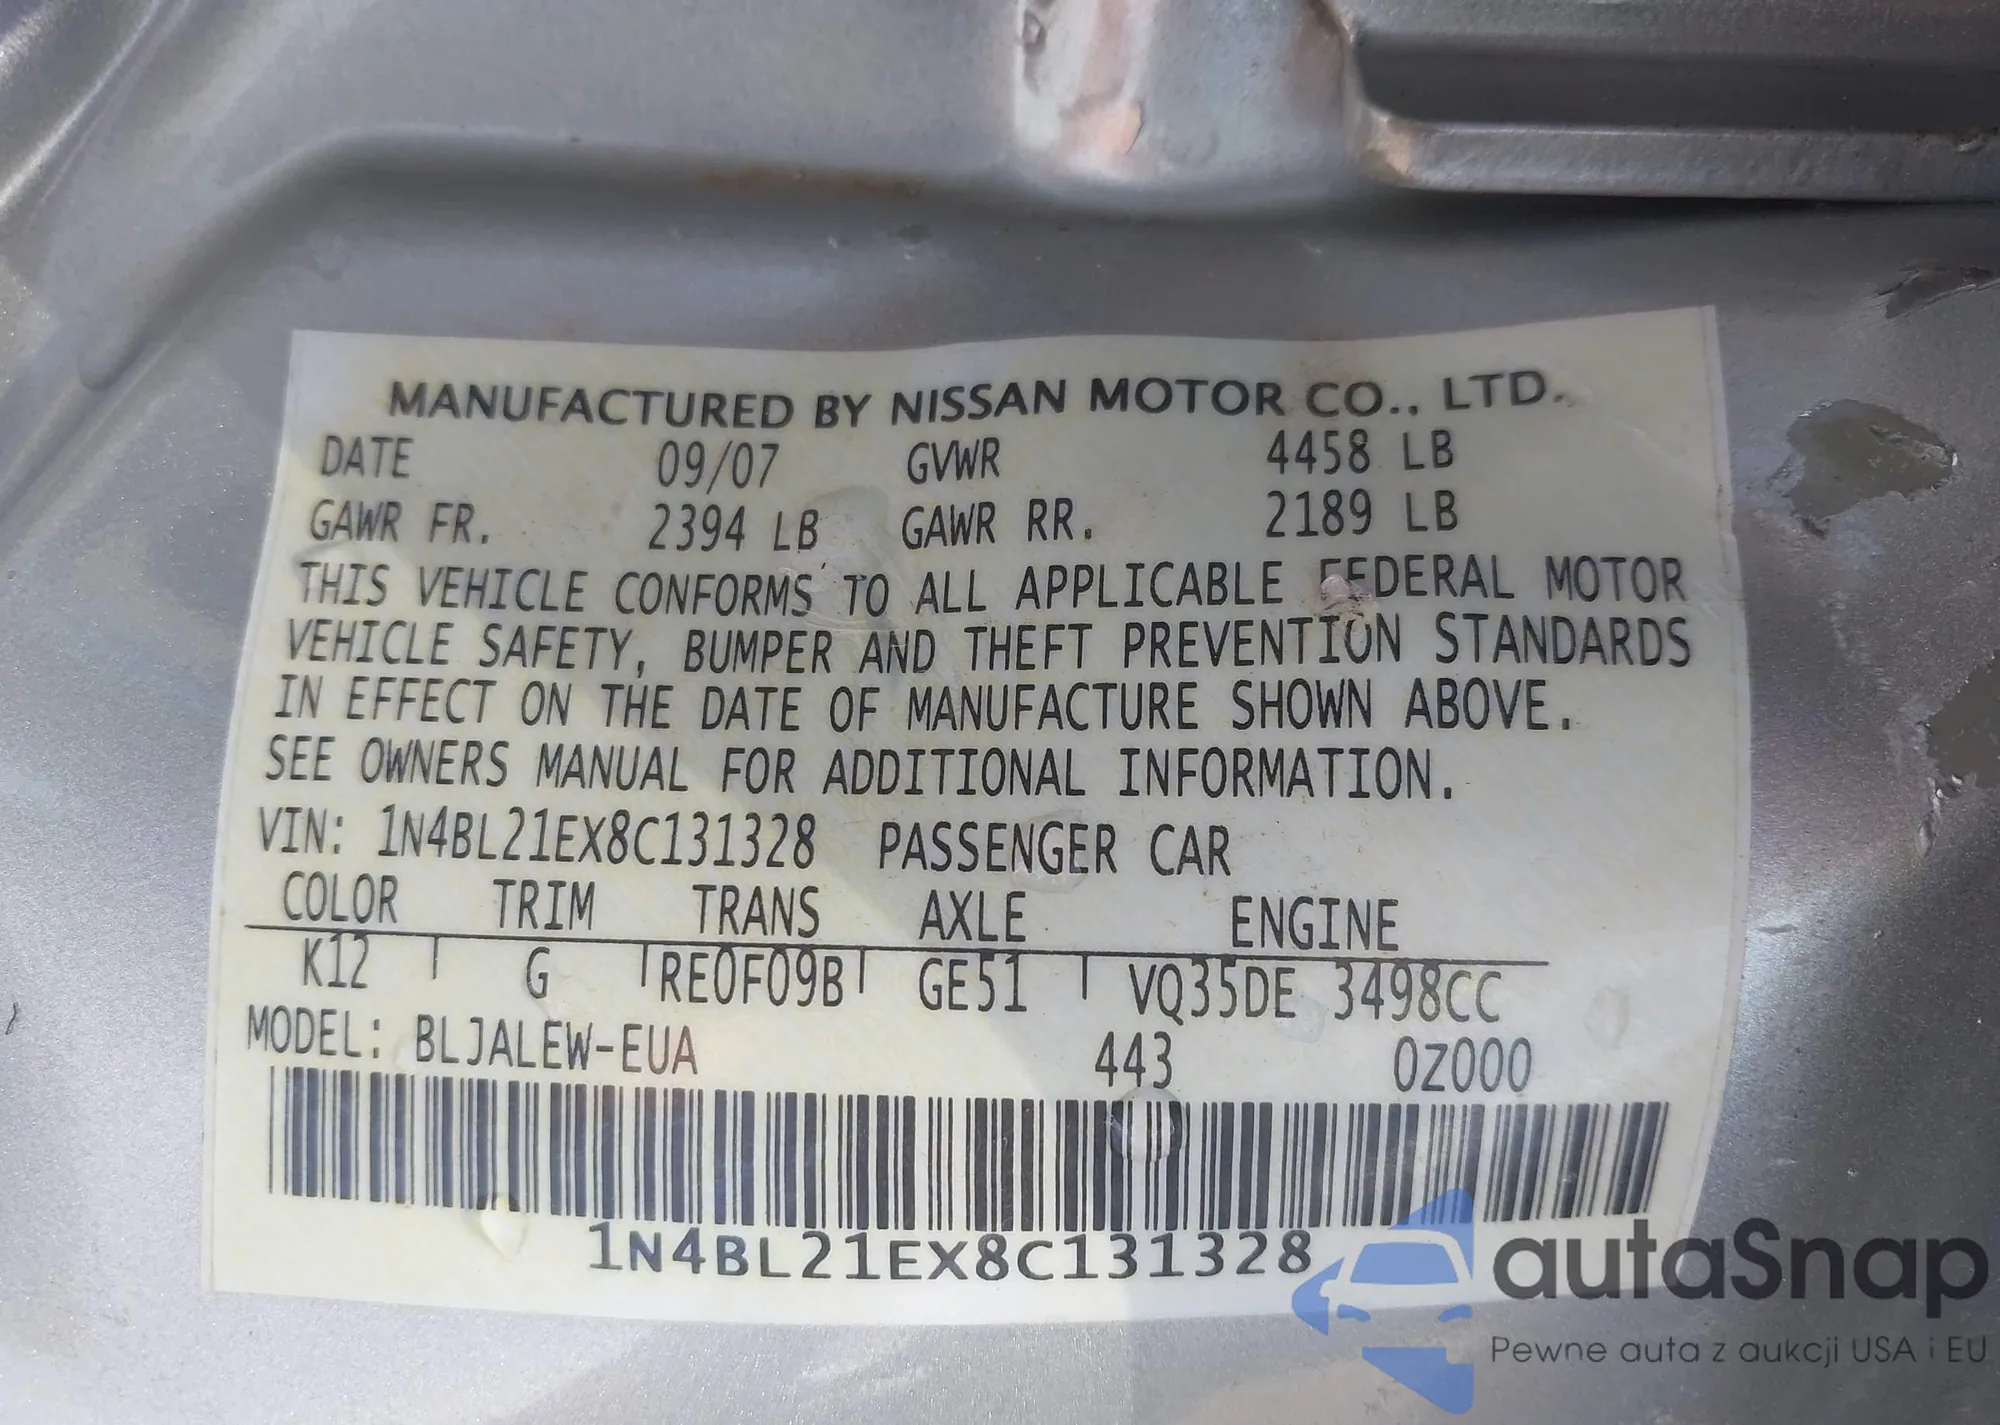 MANUFACTURED BY NISSAN MOTOR CO., LTD.
DATE 09/07 GVWR 4458 LB
GAWR FR. 2394 LB GAWR RR. 2189 LB
THIS VEHICLE CONFORMS TO ALL APPLICABLE FEDERAL MOTOR
VEHICLE SAFETY, BUMPER AND THEFT PREVENTION STANDARDS
IN EFFECT ON THE DATE OF MANUFACTURE SHOWN ABOVE.
SEE OWNERS MANUAL FOR ADDITIONAL INFORMATION.
VIN: 1N4BL21EX8C131328 PASSENGER CAR
COLOR TRIM TRANS AXLE ENGINE
K12 G RE0F09B GE51 VQ35DE 3498CC
MODEL: BLJALEW-EUA 443 0Z000
1N4BL21EX8C131328
autaSnap
Pewne auta z aukcji USA i EU